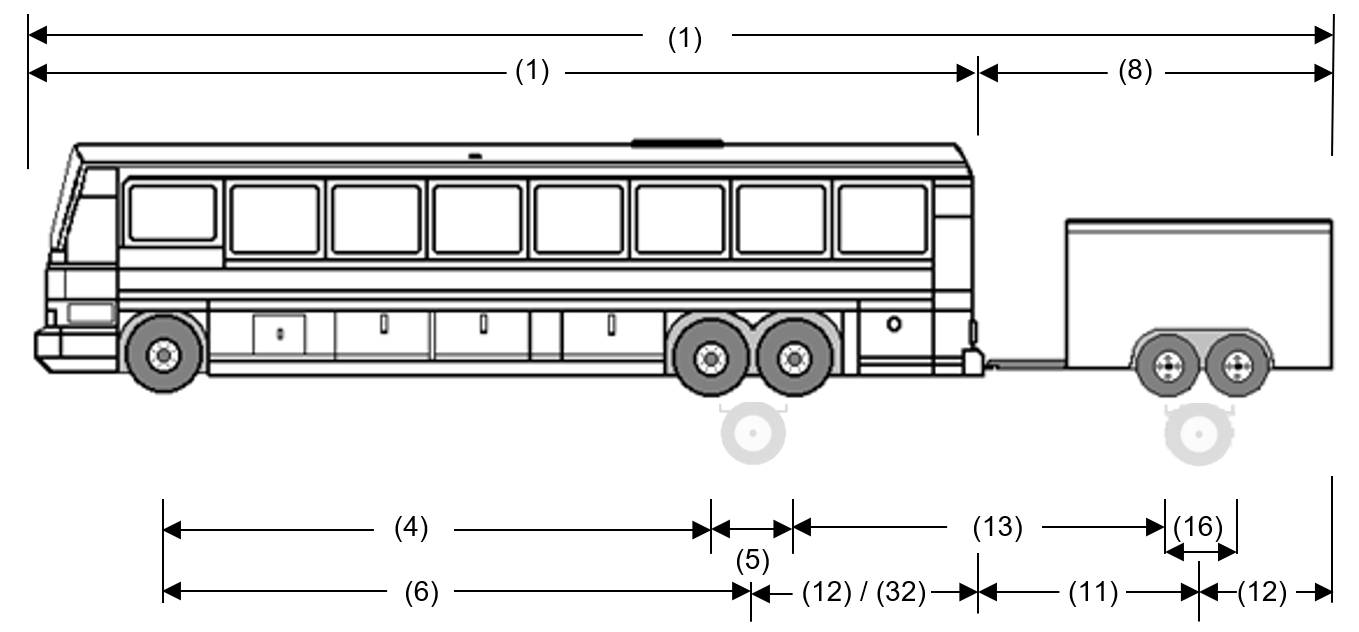 (1)
(1) (8)
(4) (13) (16)
(5)
(6) (12) / (32) (11) (12)